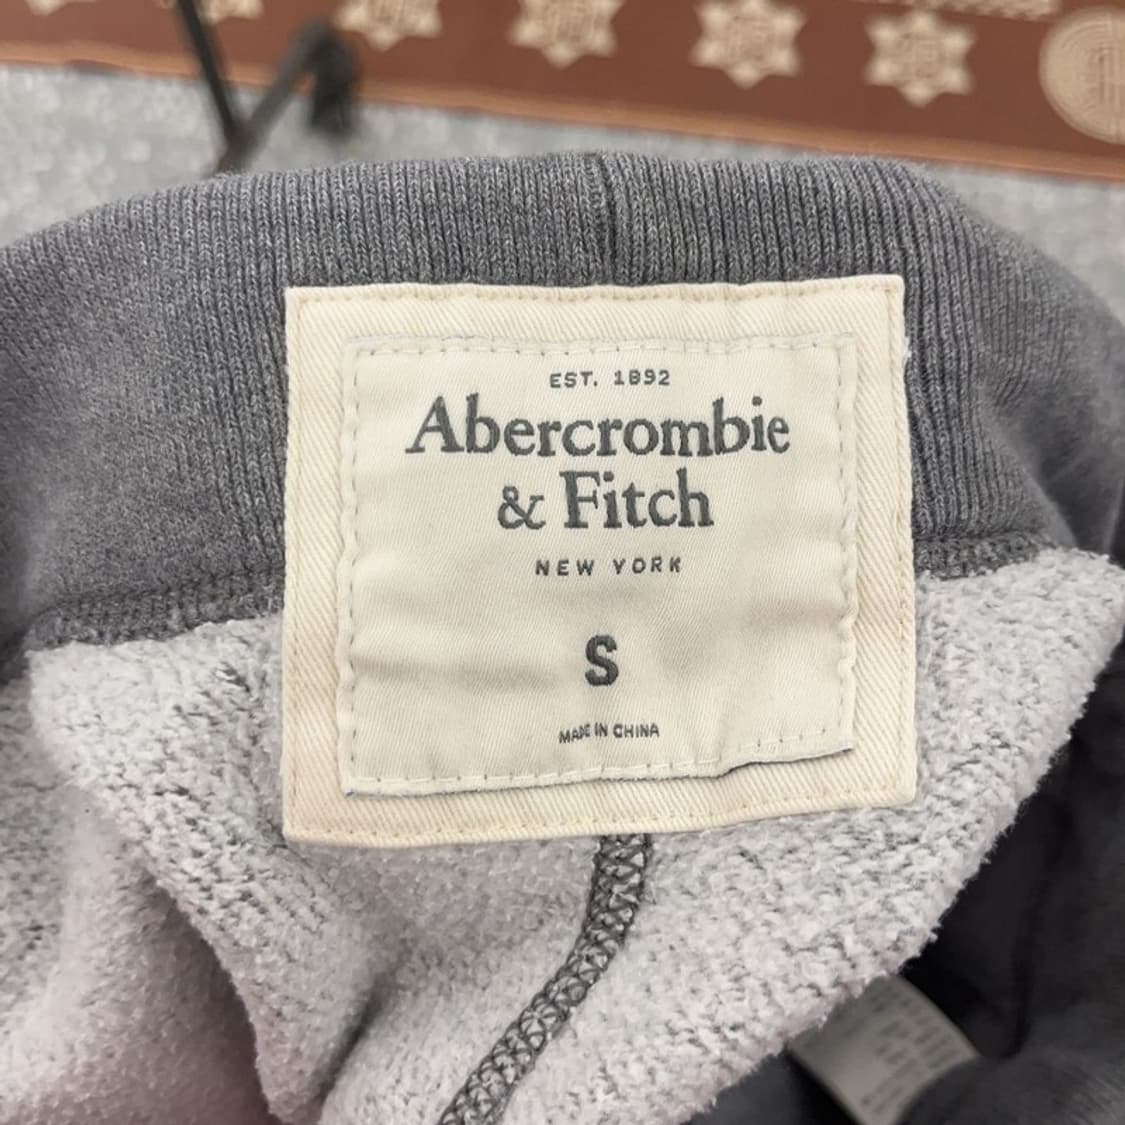 EST. 1892
Abercrombie
& Fitch
NEW YORK
S
MADE IN CHINA